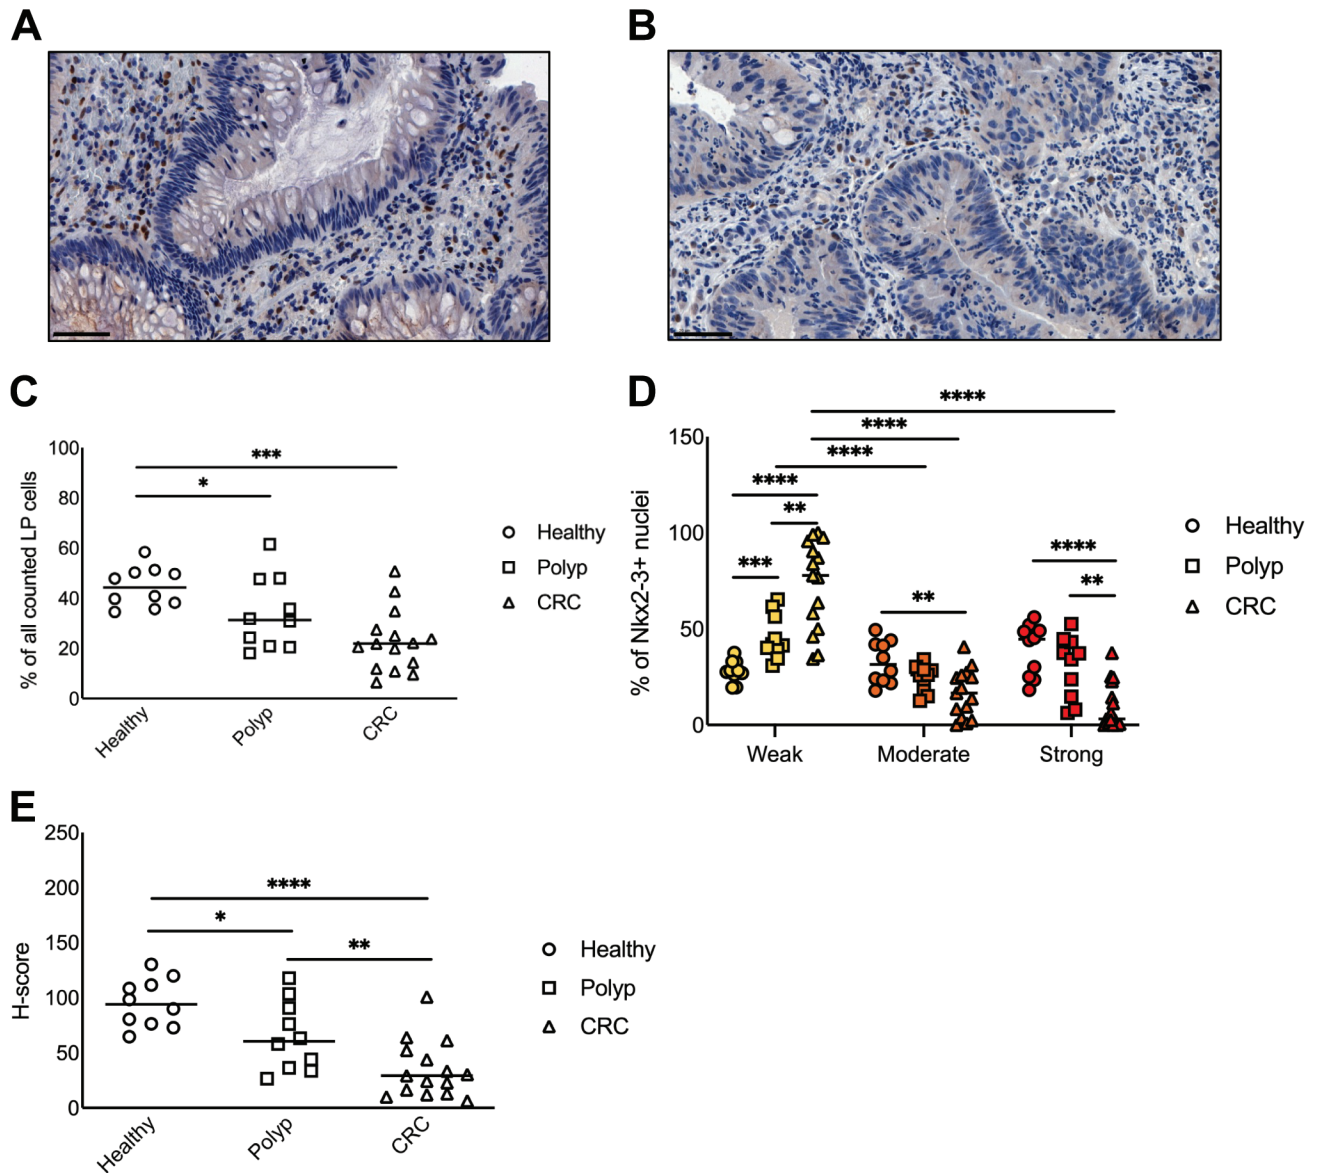 A
B
C
% of all counted LP cells
100
80
60
40
20
0
***
*
Healthy
Polyp
CRC
Healthy
Polyp
CRC
D
% of Nkx2-3+ nuclei
150
100
50
0
****
****
****
****
**
***
**
****
**
Weak
Moderate
Strong
Healthy
Polyp
CRC
E
H-score
250
200
150
100
50
0
****
*
**
Healthy
Polyp
CRC
Healthy
Polyp
CRC